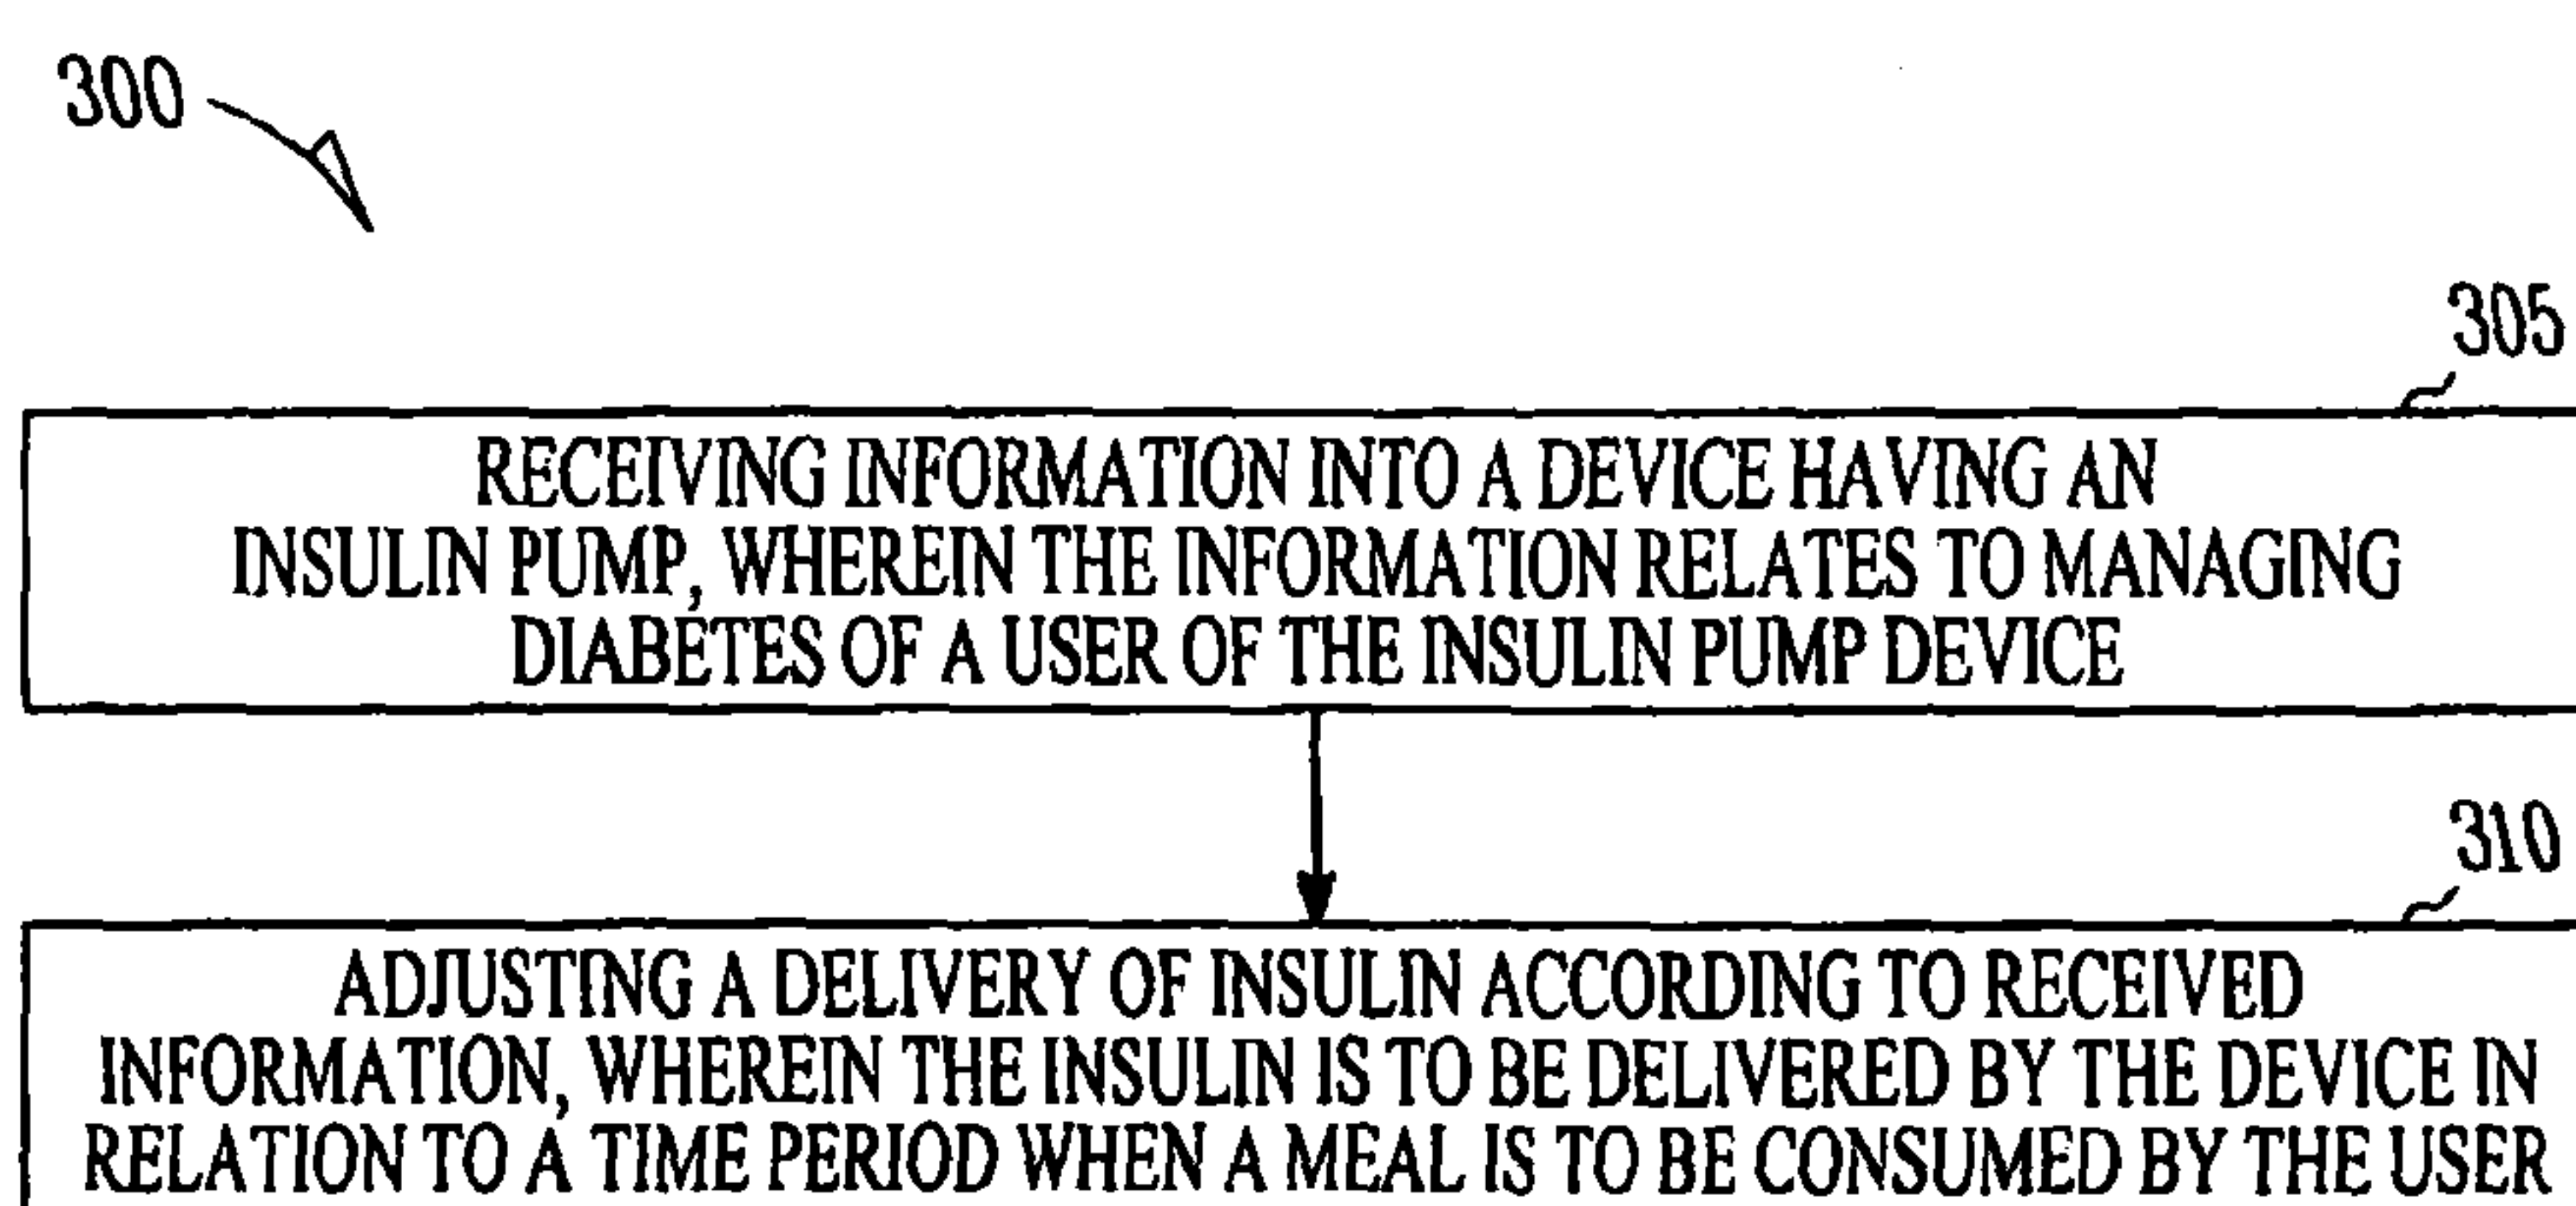 300
305
RECEIVING INFORMATION INTO A DEVICE HAVING AN
INSULIN PUMP, WHEREIN THE INFORMATION RELATES TO MANAGING
DIABETES OF A USER OF THE INSULIN PUMP DEVICE
310
ADJUSTING A DELIVERY OF INSULIN ACCORDING TO RECEIVED
INFORMATION, WHEREIN THE INSULIN IS TO BE DELIVERED BY THE DEVICE IN
RELATION TO A TIME PERIOD WHEN A MEAL IS TO BE CONSUMED BY THE USER